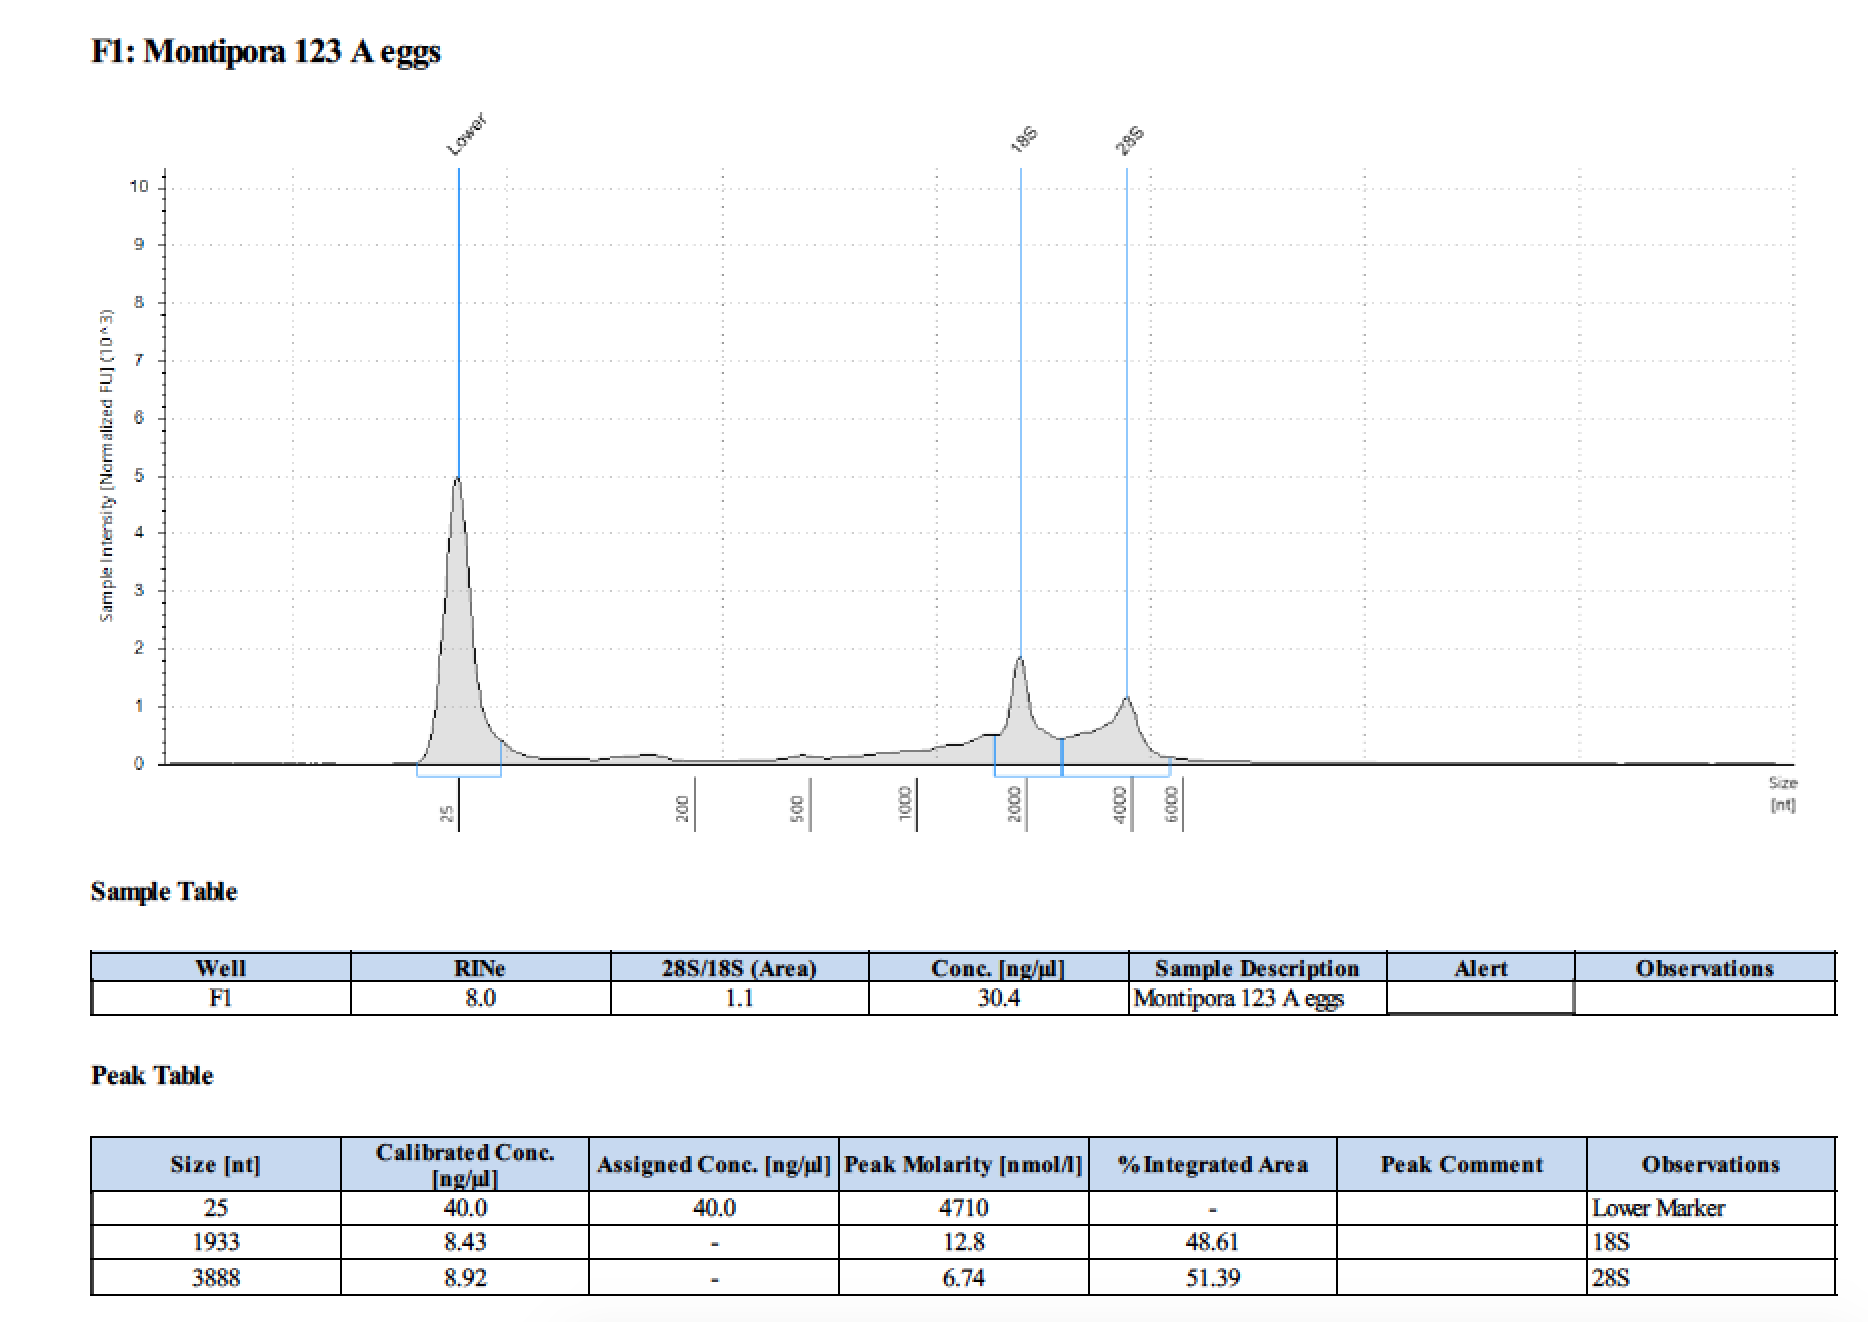 F1: Montipora 123 A eggs
Lower 18S 28S
Sample Intensity [Normalized FU] (10^3)
10
9
8
7
6
5
4
3
2
1
0
25 200 500 1000 2000 4000 6000
Size
[nt]
Sample Table
Well RINe 28S/18S (Area) Conc. [ng/µl] Sample Description Alert Observations
F1 8.0 1.1 30.4 Montipora 123 A eggs
Peak Table
Size [nt] Calibrated Conc. [ng/µl] Assigned Conc. [ng/µl] Peak Molarity [nmol/l] % Integrated Area Peak Comment Observations
25 40.0 40.0 4710 - Lower Marker
1933 8.43 - 12.8 48.61 18S
3888 8.92 - 6.74 51.39 28S